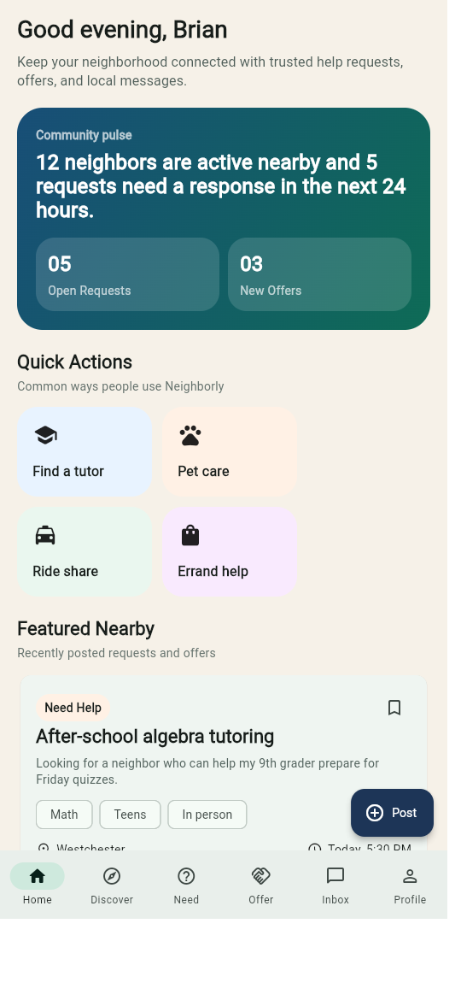 Good evening, Brian
Keep your neighborhood connected with trusted help requests,
offers, and local messages.
Community pulse
12 neighbors are active nearby and 5
requests need a response in the next 24
hours.
05
Open Requests
03
New Offers
Quick Actions
Common ways people use Neighborly
Find a tutor
Pet care
Ride share
Errand help
Featured Nearby
Recently posted requests and offers
Need Help
After-school algebra tutoring
Looking for a neighbor who can help my 9th grader prepare for
Friday quizzes.
Math
Teens
In person
Post
Westchester
Today, 5:30 PM
Home
Discover
Need
Offer
Inbox
Profile